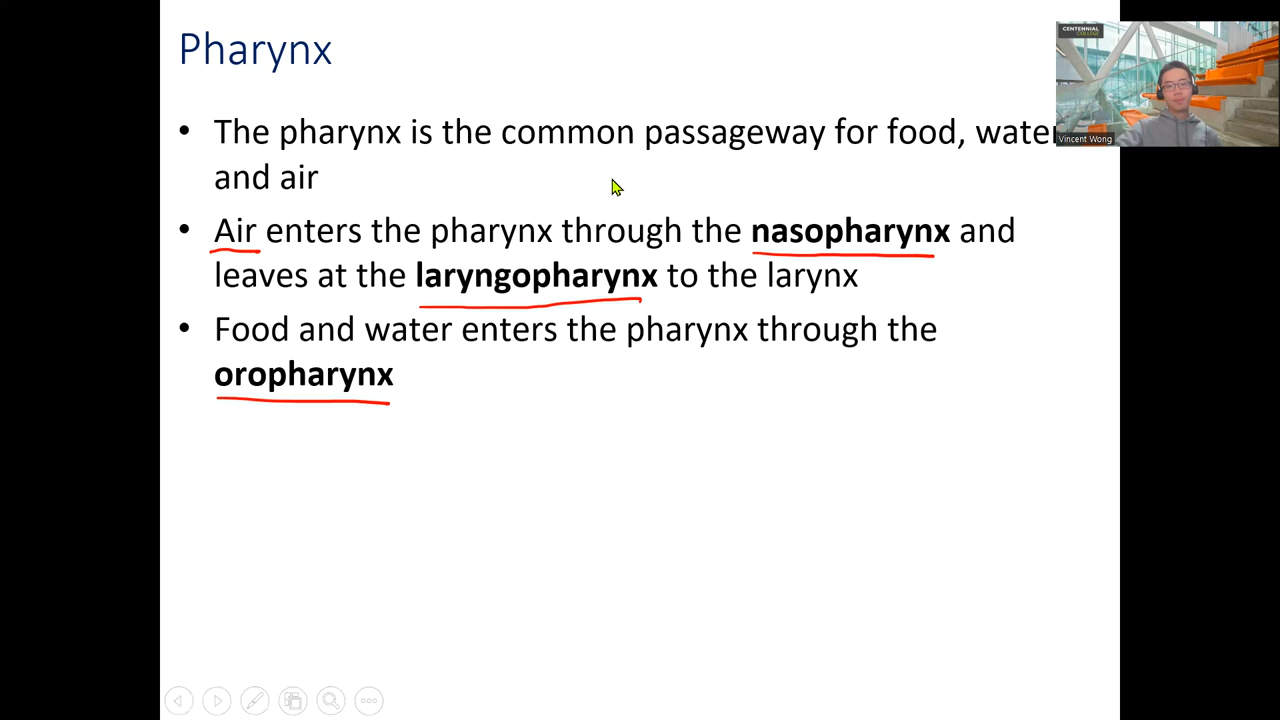 Pharynx
• The pharynx is the common passageway for food, water
and air
• Air enters the pharynx through the nasopharynx and
leaves at the laryngopharynx to the larynx
• Food and water enters the pharynx through the
oropharynx
CENTENNIAL
COLLEGE
Vincent Wong